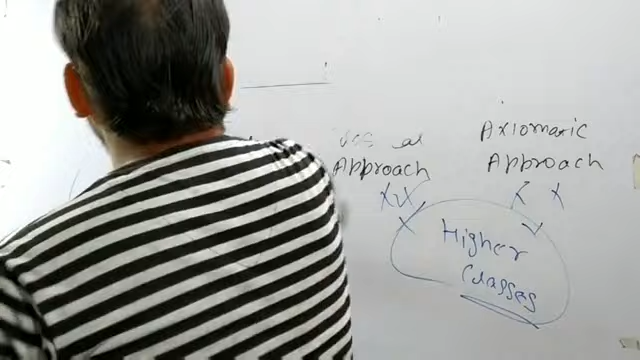 Axiomatic
Approach
Approach
Higher
Classes